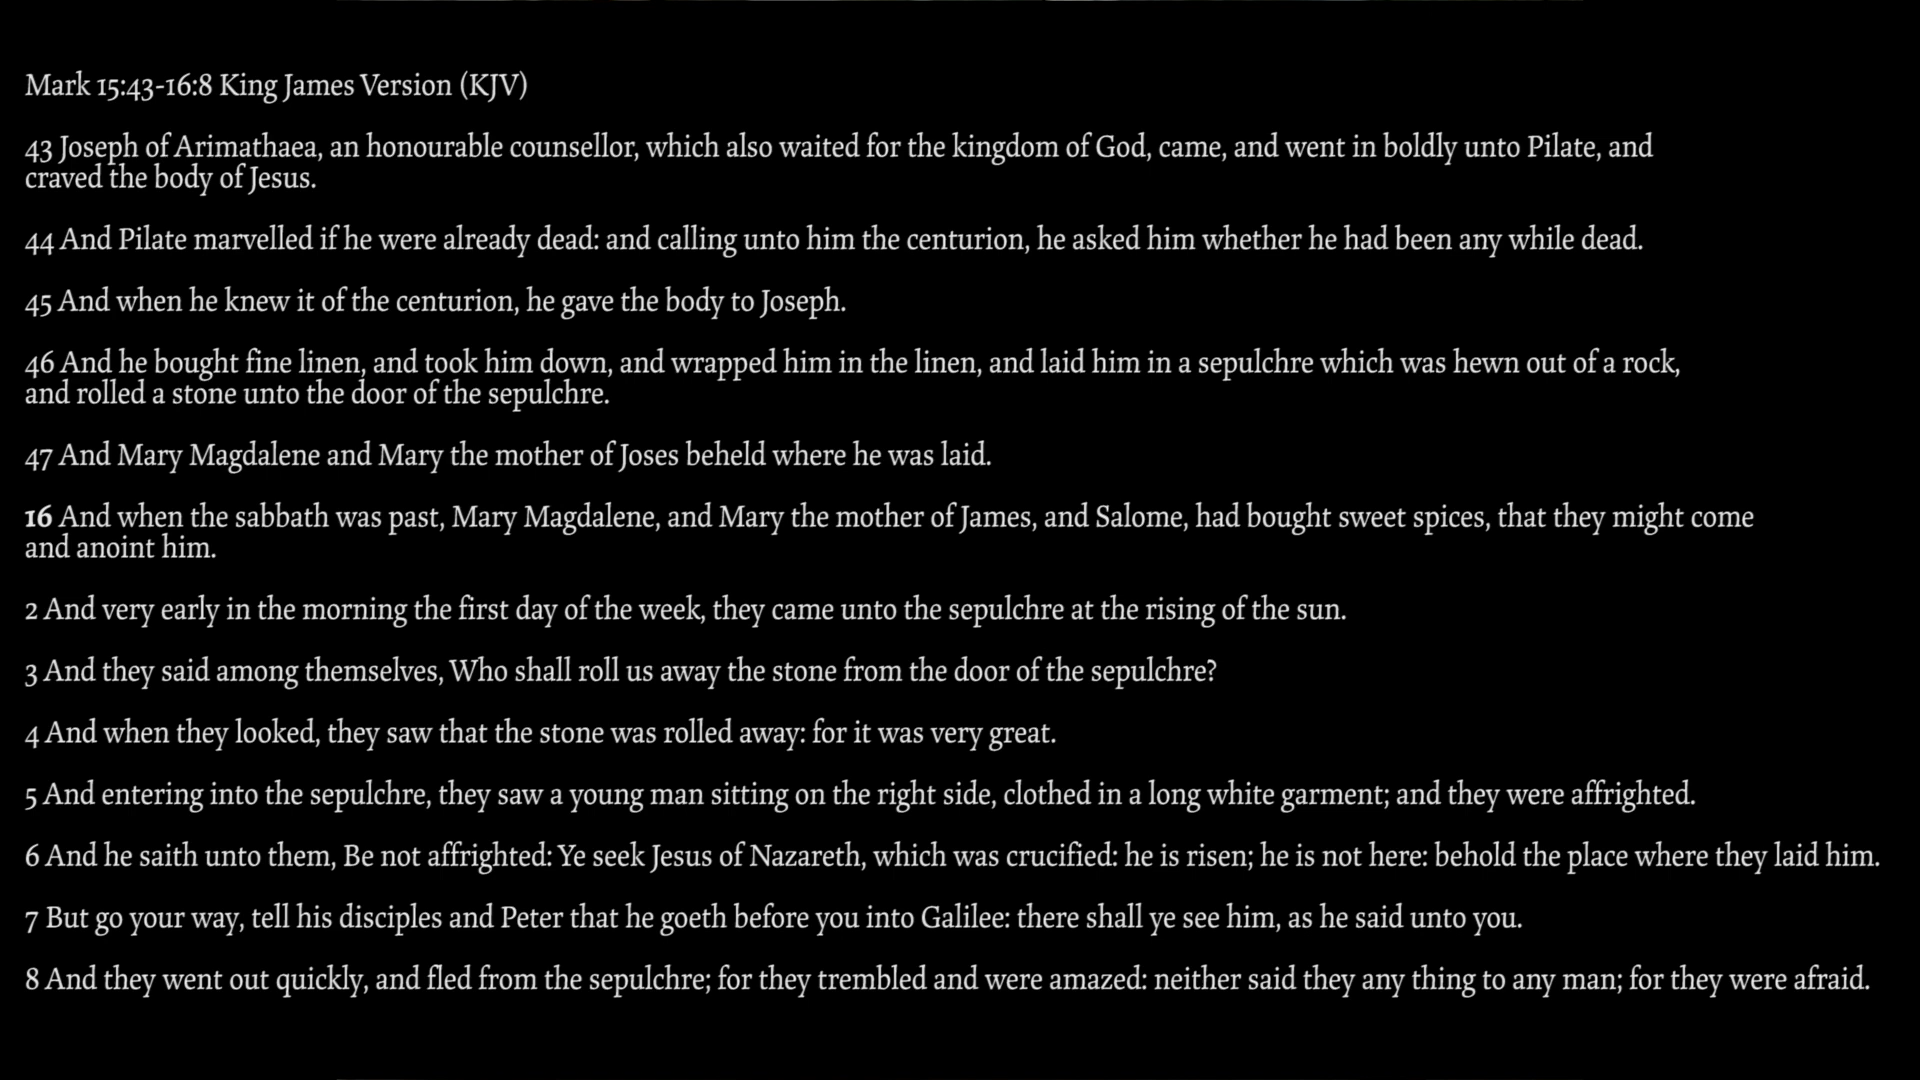 Mark 15:43-16:8 King James Version (KJV)
43 Joseph of Arimathaea, an honourable counsellor, which also waited for the kingdom of God, came, and went in boldly unto Pilate, and
craved the body of Jesus.
44 And Pilate marvelled if he were already dead: and calling unto him the centurion, he asked him whether he had been any while dead.
45 And when he knew it of the centurion, he gave the body to Joseph.
46 And he bought fine linen, and took him down, and wrapped him in the linen, and laid him in a sepulchre which was hewn out of a rock,
and rolled a stone unto the door of the sepulchre.
47 And Mary Magdalene and Mary the mother of Joses beheld where he was laid.
16 And when the sabbath was past, Mary Magdalene, and Mary the mother of James, and Salome, had bought sweet spices, that they might come
and anoint him.
2 And very early in the morning the first day of the week, they came unto the sepulchre at the rising of the sun.
3 And they said among themselves, Who shall roll us away the stone from the door of the sepulchre?
4 And when they looked, they saw that the stone was rolled away: for it was very great.
5 And entering into the sepulchre, they saw a young man sitting on the right side, clothed in a long white garment; and they were affrighted.
6 And he saith unto them, Be not affrighted: Ye seek Jesus of Nazareth, which was crucified: he is risen; he is not here: behold the place where they laid him.
7 But go your way, tell his disciples and Peter that he goeth before you into Galilee: there shall ye see him, as he said unto you.
8 And they went out quickly, and fled from the sepulchre; for they trembled and were amazed: neither said they any thing to any man; for they were afraid.